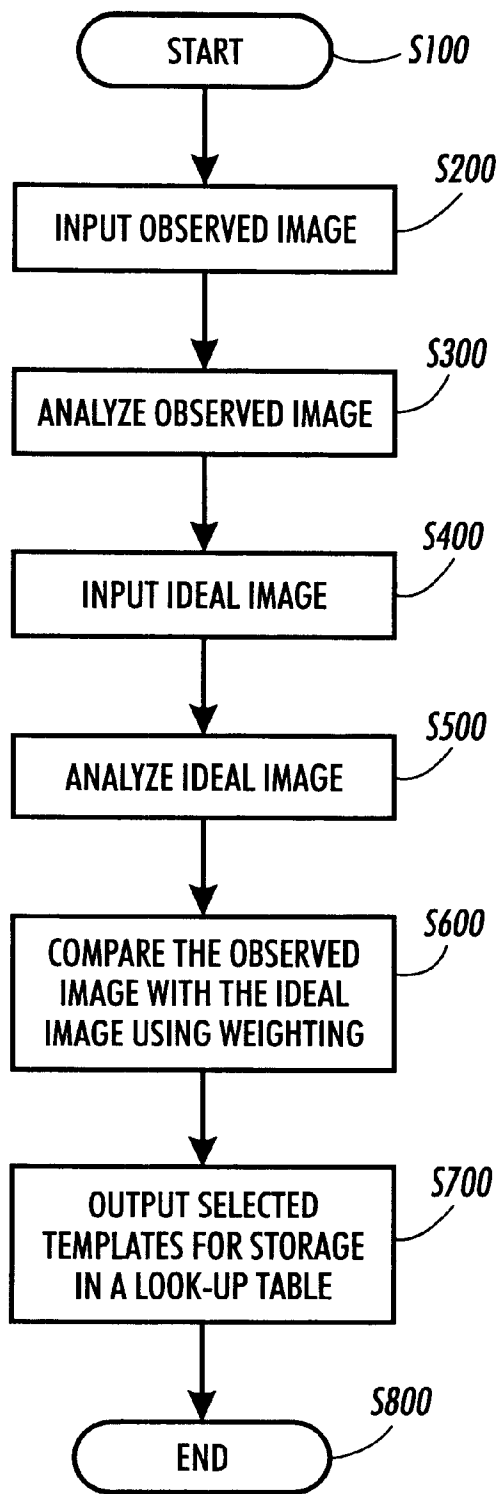 START
S100
S200
INPUT OBSERVED IMAGE
S300
ANALYZE OBSERVED IMAGE
S400
INPUT IDEAL IMAGE
S500
ANALYZE IDEAL IMAGE
S600
COMPARE THE OBSERVED
IMAGE WITH THE IDEAL
IMAGE USING WEIGHTING
S700
OUTPUT SELECTED
TEMPLATES FOR STORAGE
IN A LOOK-UP TABLE
S800
END